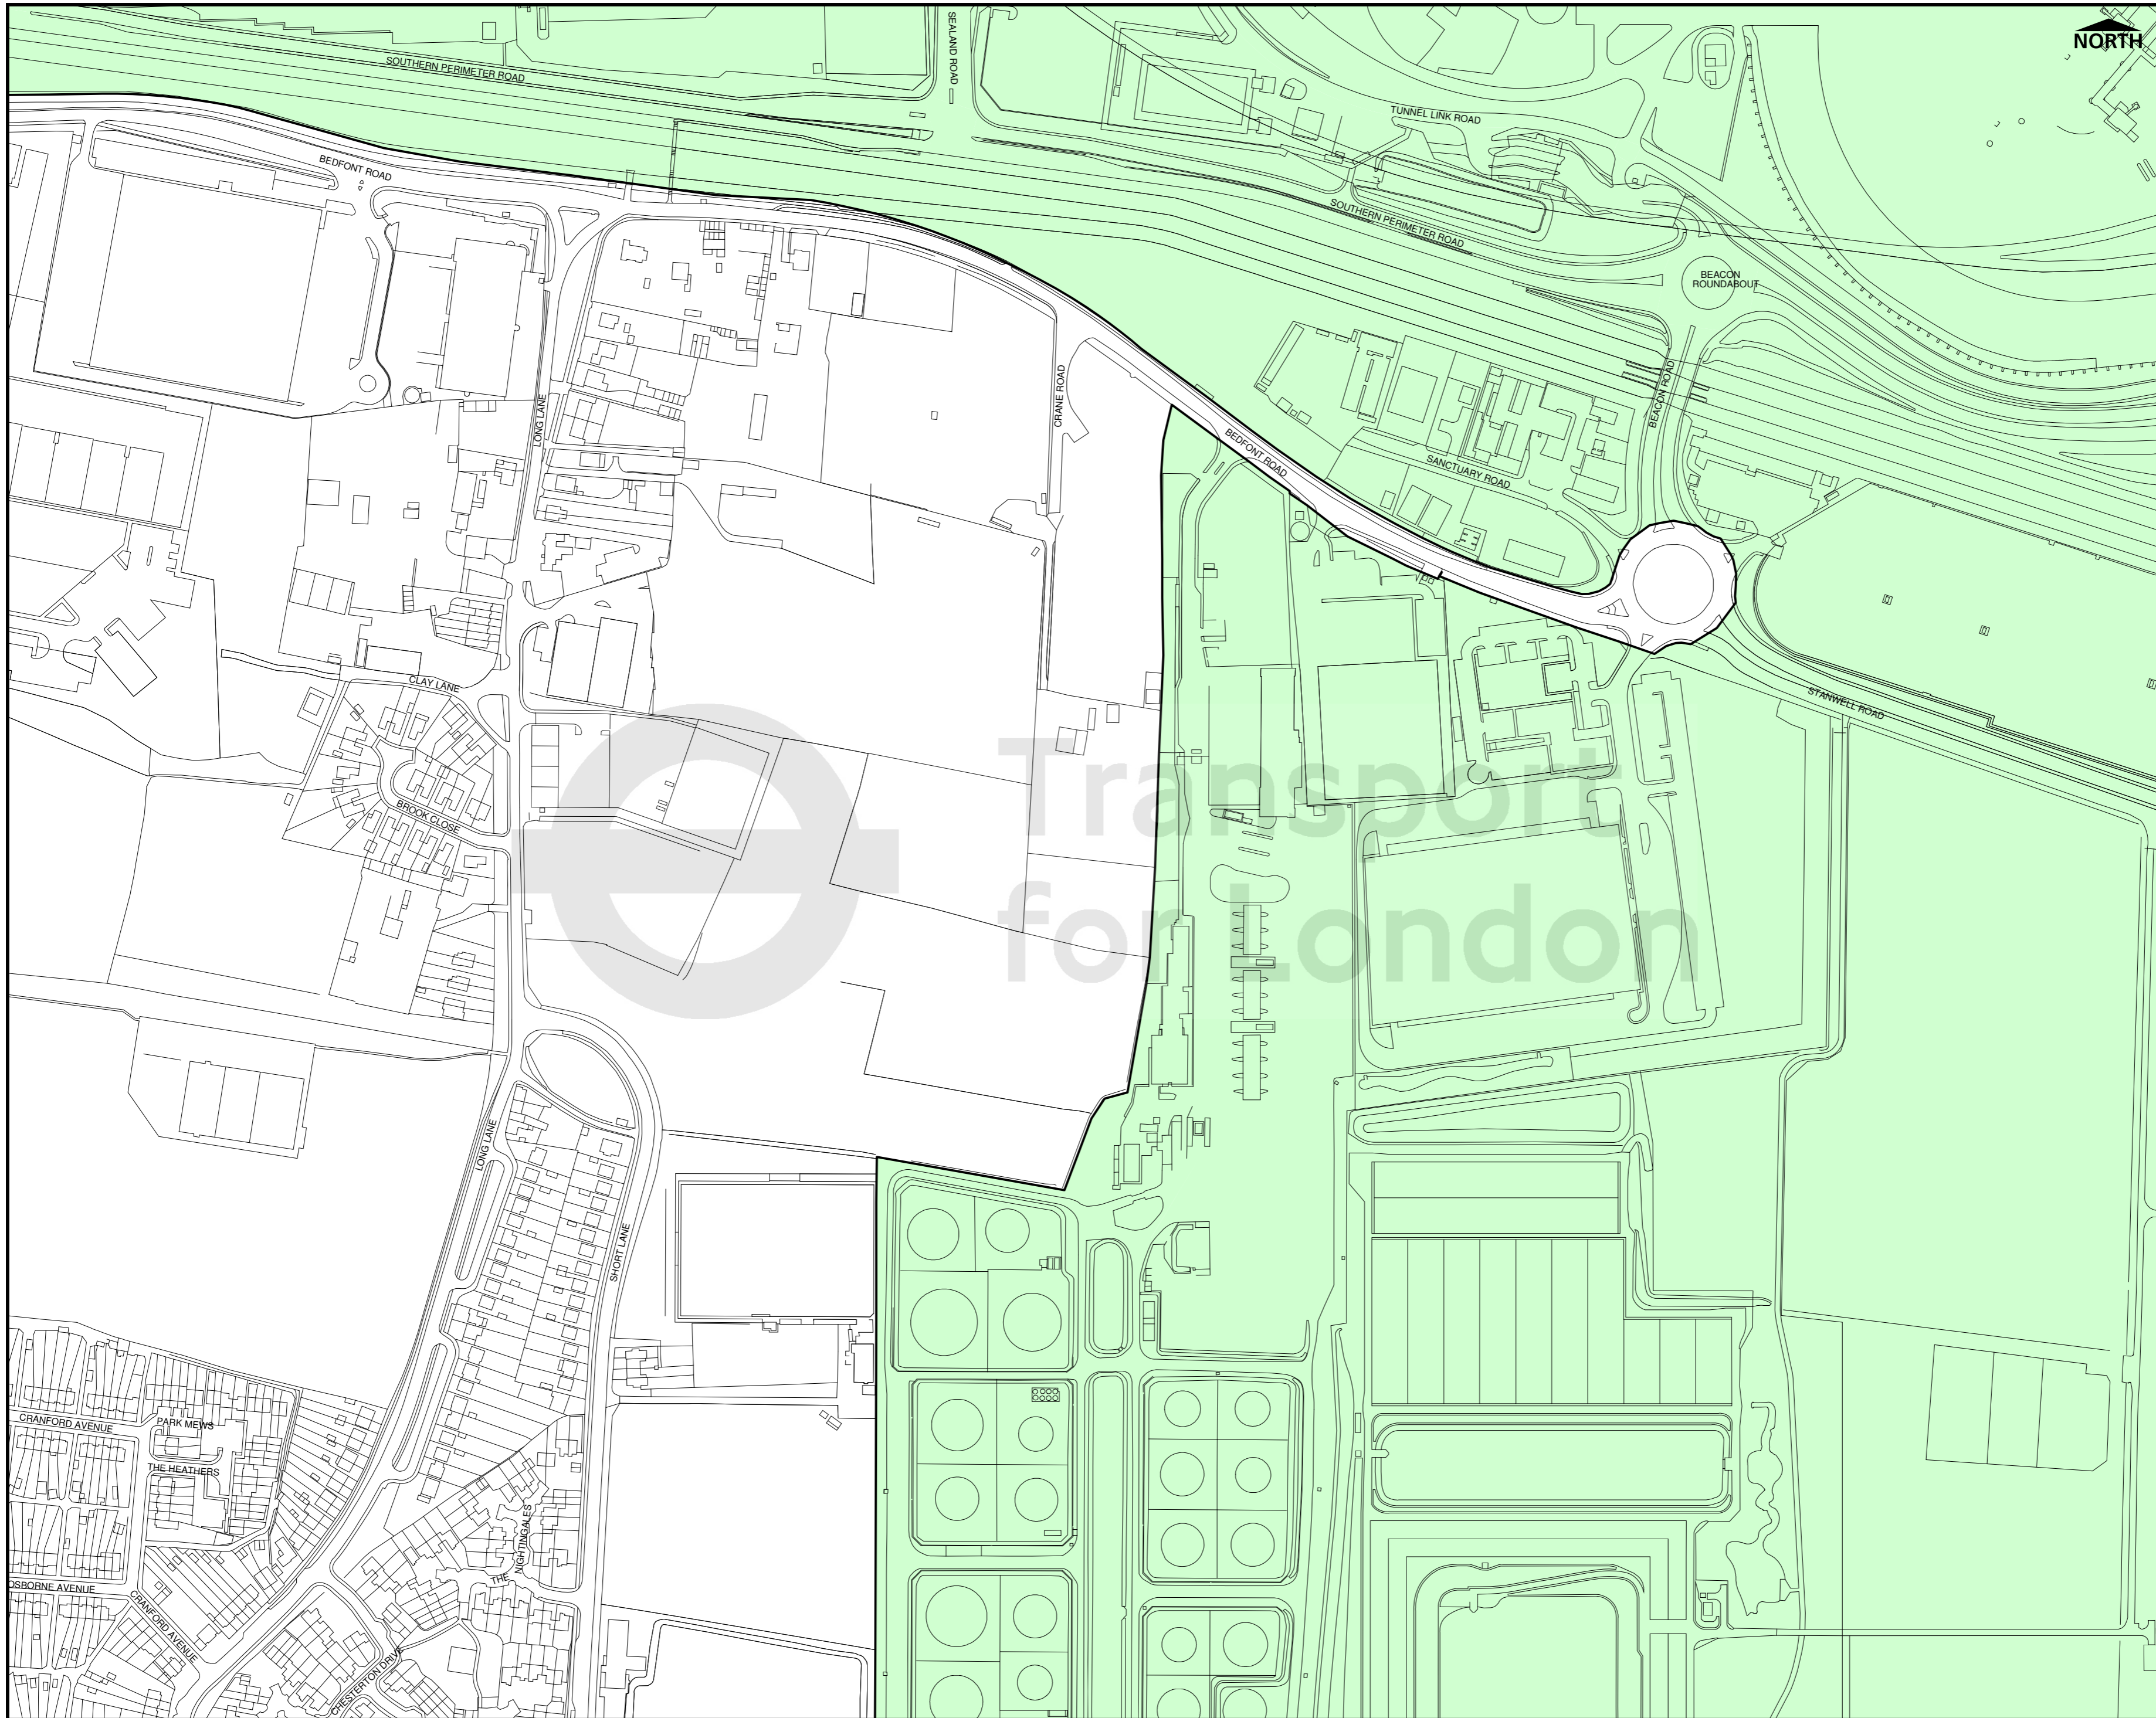 SEALAND ROAD
NORTH
SOUTHERN PERIMETER ROAD
TUNNEL LINK ROAD
BEDFONT ROAD
SOUTHERN PERIMETER ROAD
BEACON
ROUNDABOUT
LONG LANE
CRANE ROAD
BEACON ROAD
BEDFONT ROAD
SANCTUARY ROAD
CLAY LANE
STANWELL ROAD
BROOK CLOSE
Transport
for London
LONG LANE
SHORT LANE
CRANFORD AVENUE
PARK MEWS
THE HEATHERS
THE
NIGHTINGALES
OSBORNE AVENUE
CRANFORD AVENUE
CHESTERTON DRIVE